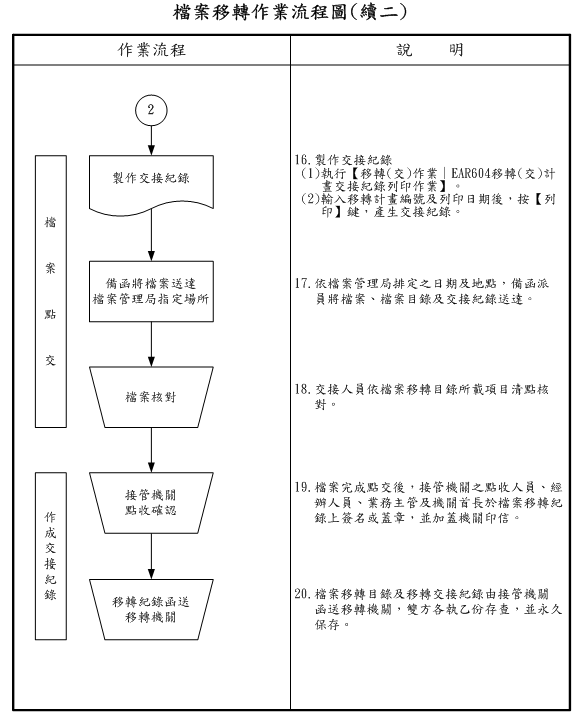 檔案移轉作業流程圖(續二)
作業流程
說 明
2
檔案點交
製作交接紀錄
16.製作交接紀錄
(1)執行【移轉(交)作業│EAR604移轉(交)計
畫交接紀錄列印作業】。
(2)輸入移轉計畫編號及列印日期後，按【列
印】鍵，產生交接紀錄。
備函將檔案送達
檔案管理局指定場所
17.依檔案管理局排定之日期及地點，備函派
員將檔案、檔案目錄及交接紀錄送達。
檔案核對
18.交接人員依檔案移轉目錄所載項目清點核
對。
作成交接紀錄
接管機關
點收確認
19.檔案完成點交後，接管機關之點收人員、經
辦人員、業務主管及機關首長於檔案移轉紀
錄上簽名或蓋章，並加蓋機關印信。
移轉紀錄函送
移轉機關
20.檔案移轉目錄及移轉交接紀錄由接管機關
函送移轉機關，雙方各執乙份存查，並永久
保存。